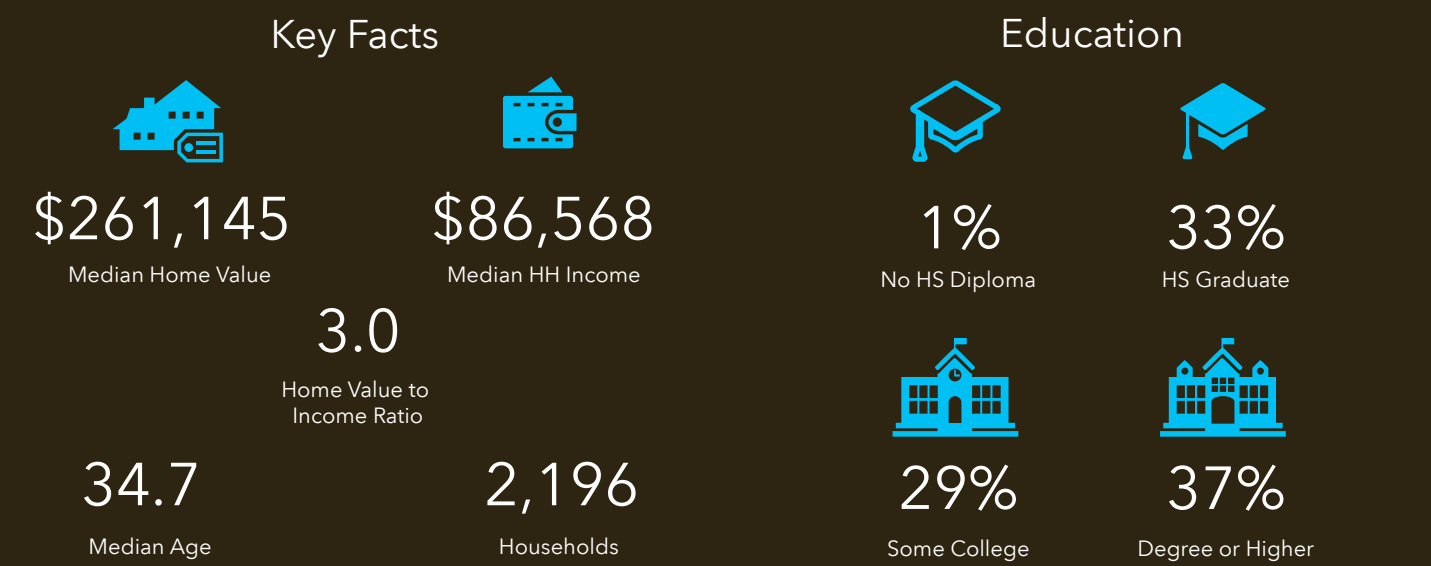 Key Facts
$261,145
Median Home Value
$86,568
Median HH Income
3.0
Home Value to
Income Ratio
34.7
Median Age
2,196
Households
Education
1%
No HS Diploma
33%
HS Graduate
29%
Some College
37%
Degree or Higher